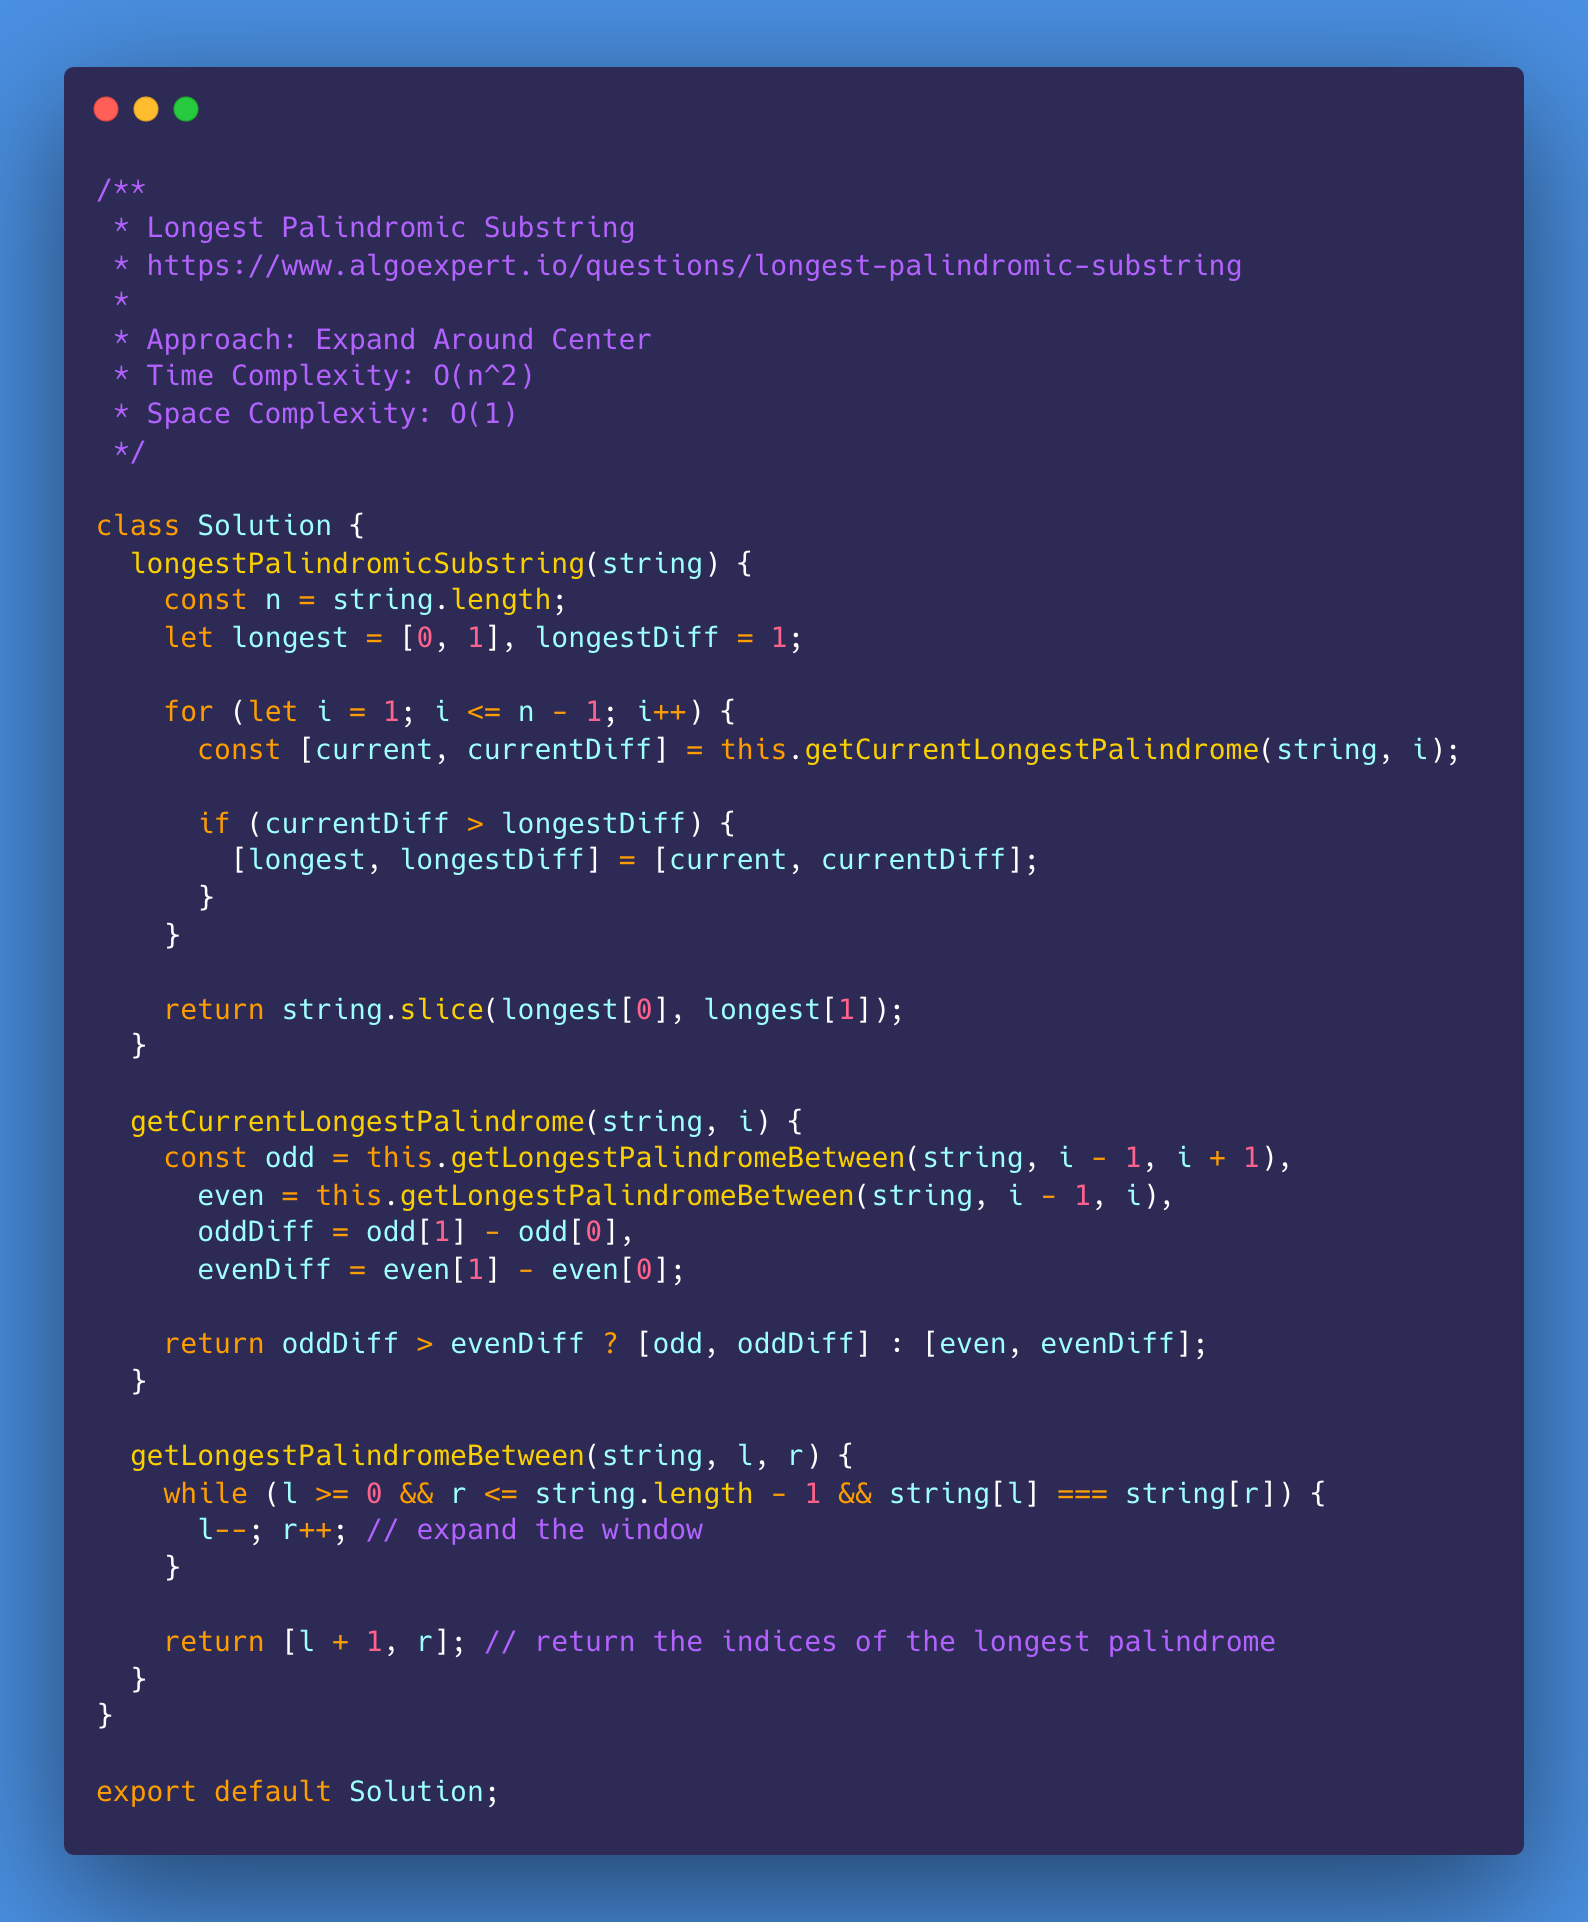 /**
 * Longest Palindromic Substring
 * https://www.algoexpert.io/questions/longest-palindromic-substring
 *
 * Approach: Expand Around Center
 * Time Complexity: O(n^2)
 * Space Complexity: O(1)
 */

class Solution {
  longestPalindromicSubstring(string) {
    const n = string.length;
    let longest = [0, 1], longestDiff = 1;

    for (let i = 1; i <= n - 1; i++) {
      const [current, currentDiff] = this.getCurrentLongestPalindrome(string, i);

      if (currentDiff > longestDiff) {
        [longest, longestDiff] = [current, currentDiff];
      }
    }

    return string.slice(longest[0], longest[1]);
  }

  getCurrentLongestPalindrome(string, i) {
    const odd = this.getLongestPalindromeBetween(string, i - 1, i + 1),
      even = this.getLongestPalindromeBetween(string, i - 1, i),
      oddDiff = odd[1] - odd[0],
      evenDiff = even[1] - even[0];

    return oddDiff > evenDiff ? [odd, oddDiff] : [even, evenDiff];
  }

  getLongestPalindromeBetween(string, l, r) {
    while (l >= 0 && r <= string.length - 1 && string[l] === string[r]) {
      l--; r++; // expand the window
    }

    return [l + 1, r]; // return the indices of the longest palindrome
  }
}

export default Solution;